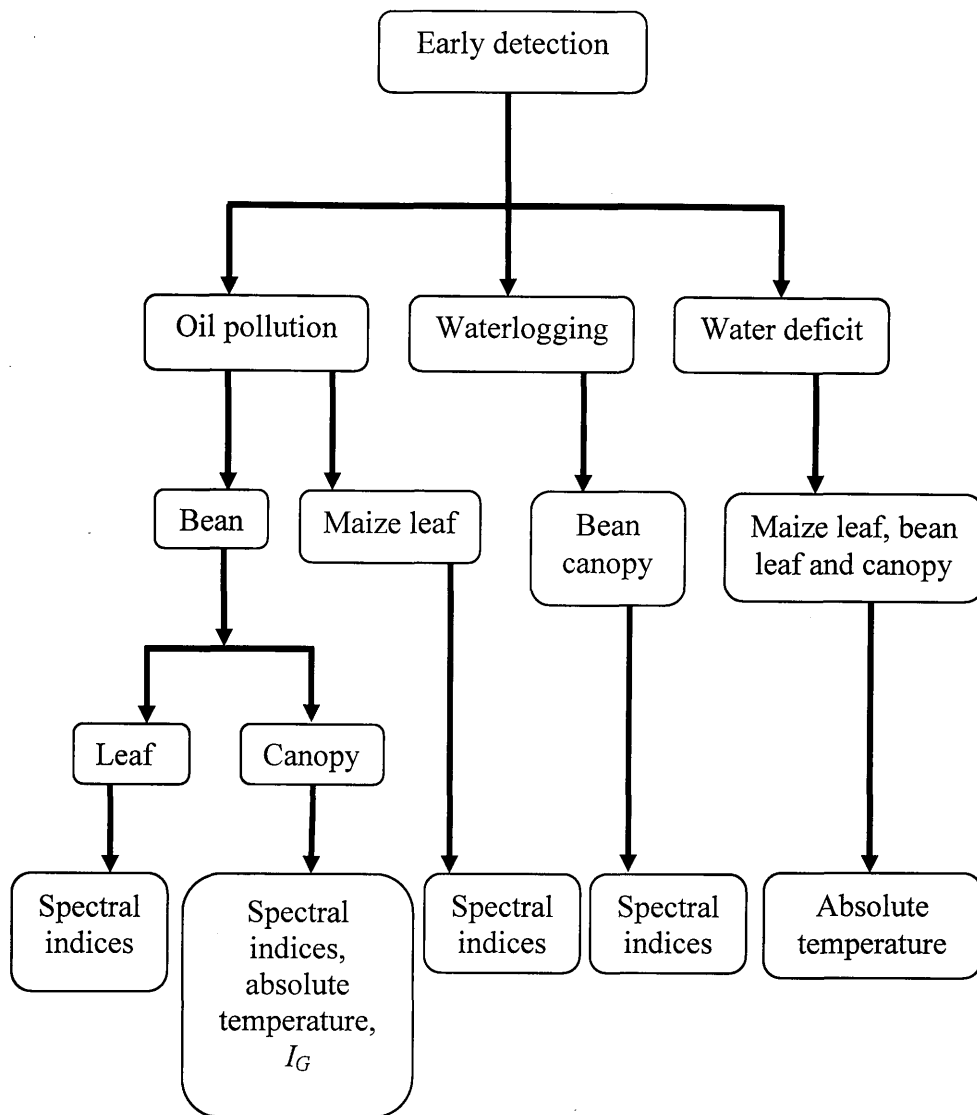 Early detection
Oil pollution
Waterlogging
Water deficit
Bean
Maize leaf
Bean
canopy
Maize leaf, bean
leaf and canopy
Leaf
Canopy
Spectral
indices
Spectral
indices,
absolute
temperature,
I_G
Spectral
indices
Spectral
indices
Absolute
temperature